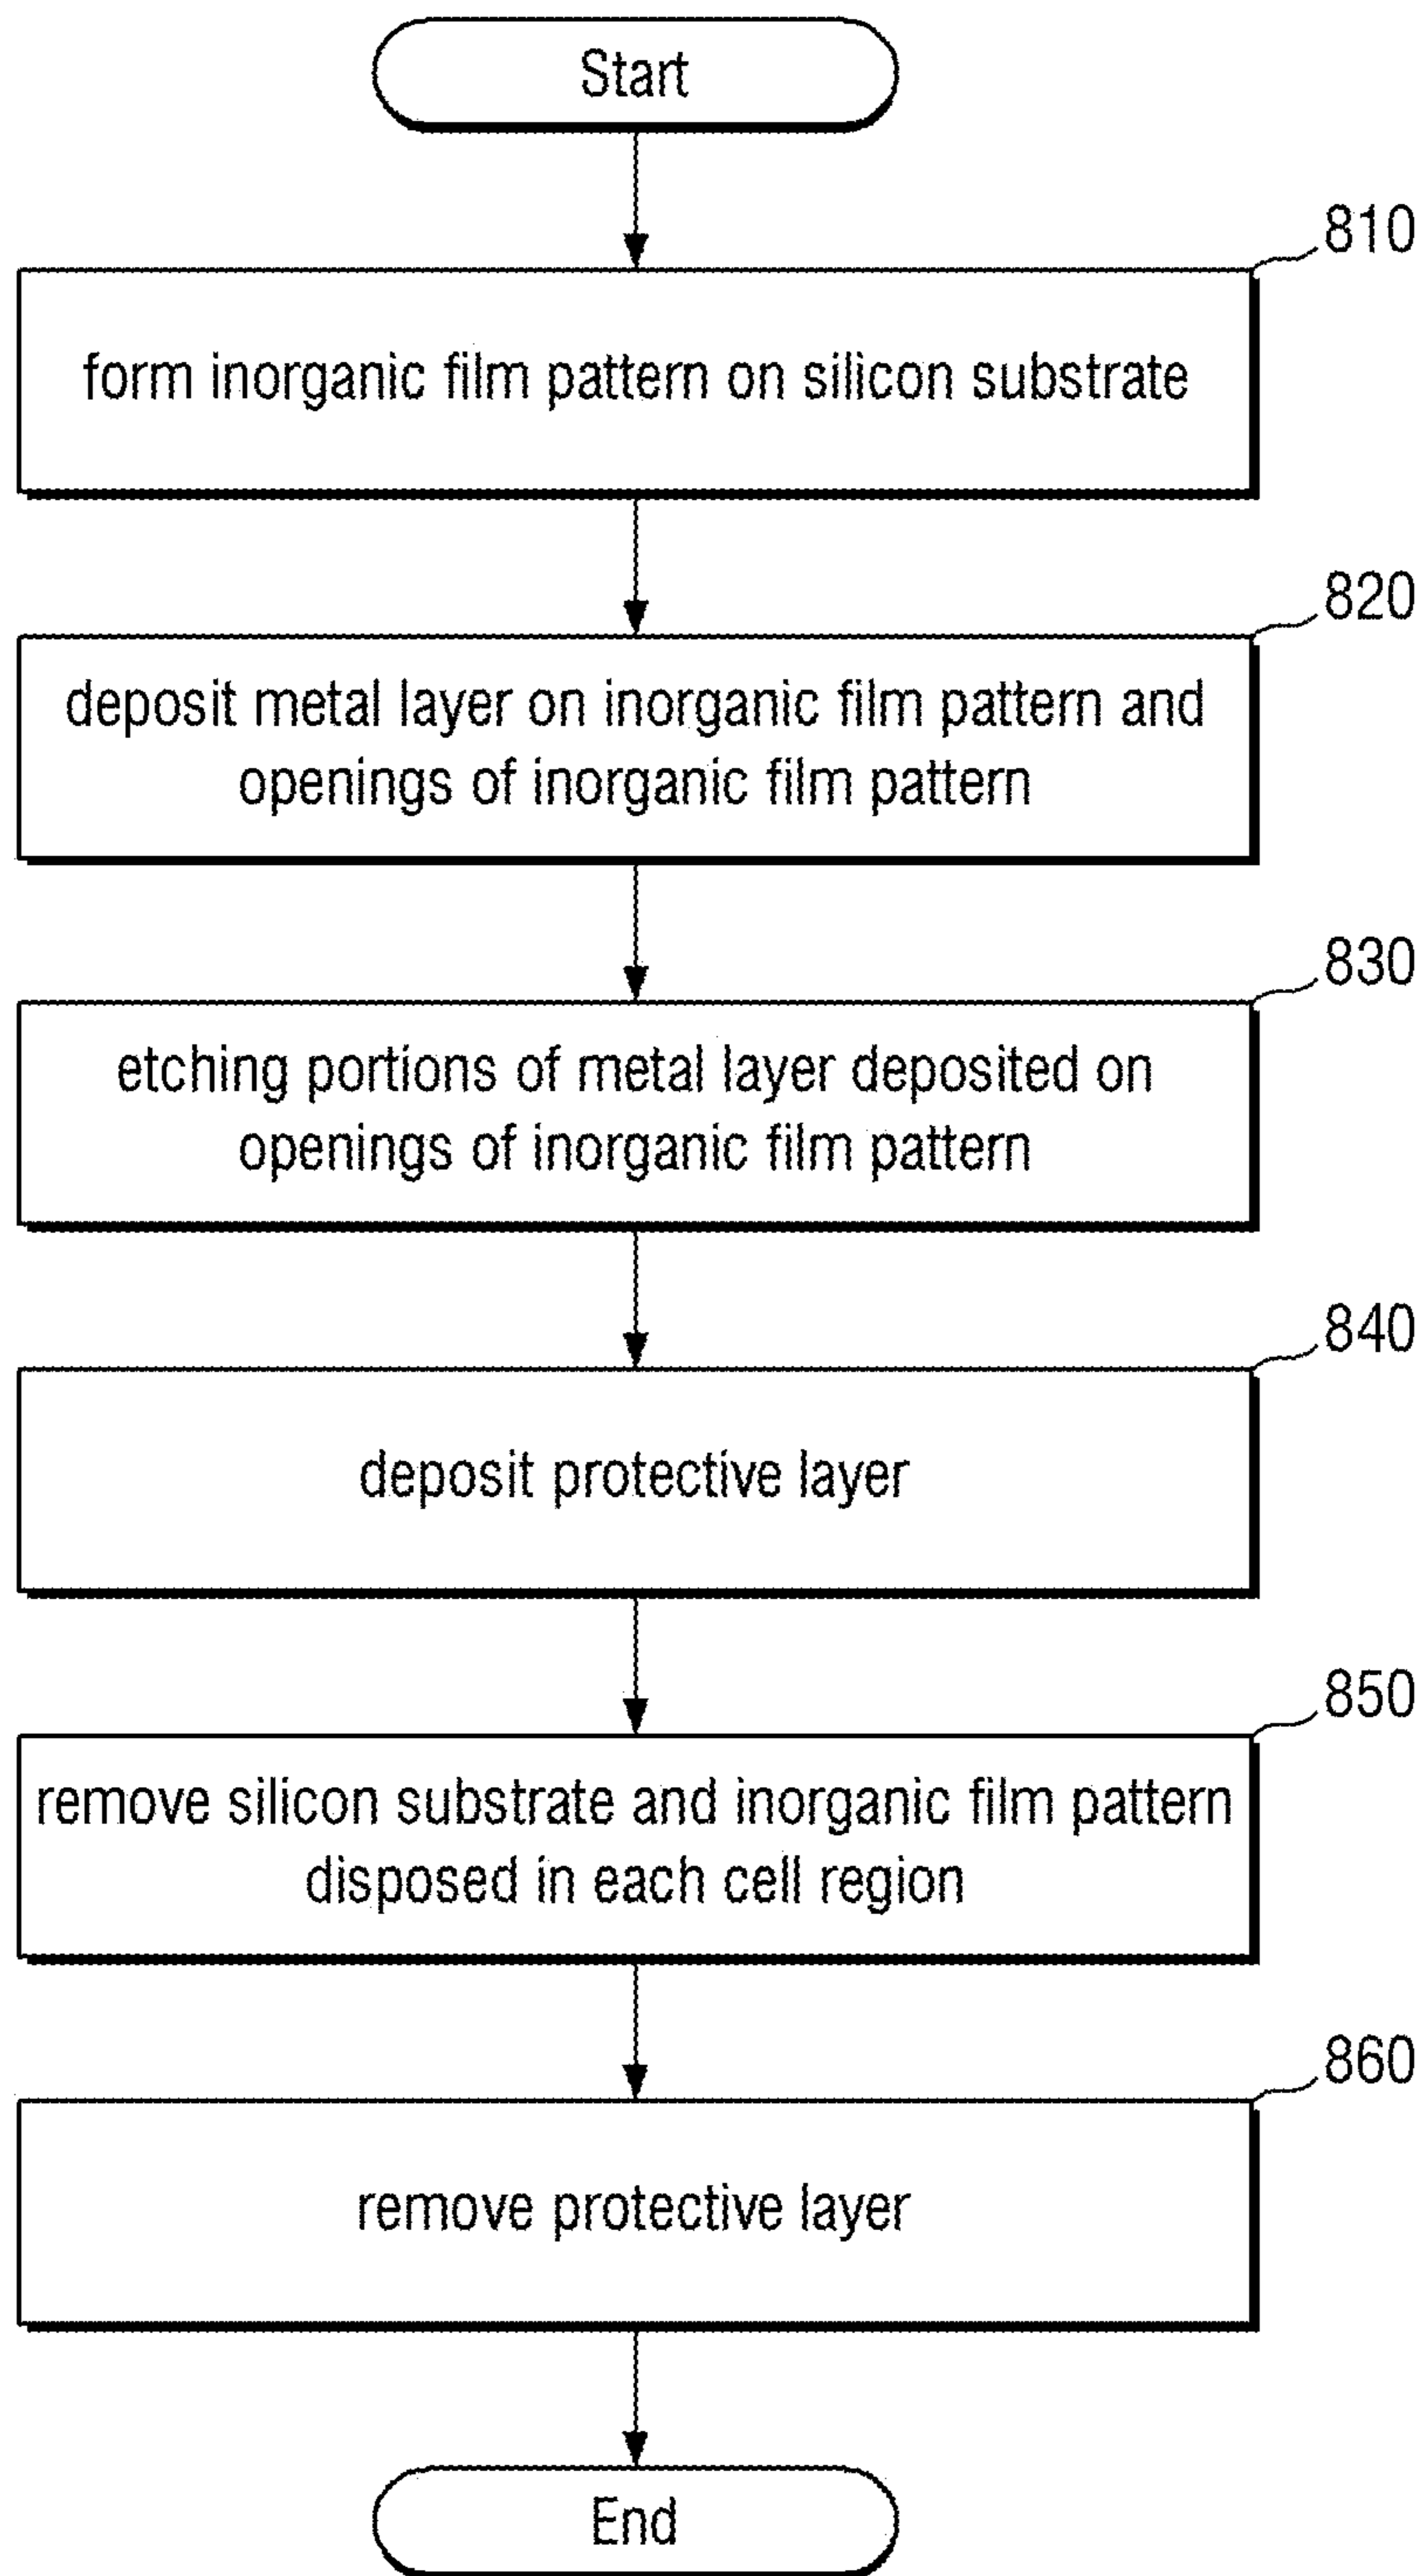 Start
810
form inorganic film pattern on silicon substrate
820
deposit metal layer on inorganic film pattern and
openings of inorganic film pattern
830
etching portions of metal layer deposited on
openings of inorganic film pattern
840
deposit protective layer
850
remove silicon substrate and inorganic film pattern
disposed in each cell region
860
remove protective layer
End